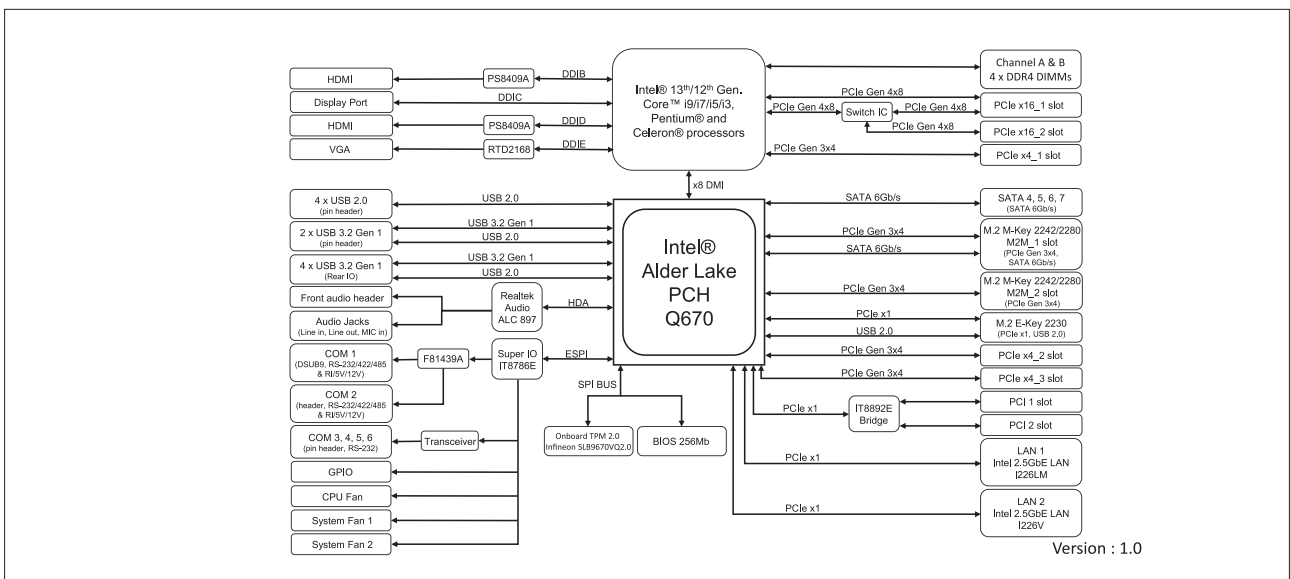 HDMI
PS8409A
DDIB
Display Port
DDIC
HDMI
PS8409A
DDID
VGA
RTD2168
DDIE
Intel® 13th/12th Gen.
Core™ i9/i7/i5/i3,
Pentium® and
Celeron® processors
Channel A & B
4 x DDR4 DIMMs
PCIe Gen 4x8
PCIe Gen 4x8
Switch IC
PCIe Gen 4x8
PCIe x16_1 slot
PCIe Gen 4x8
PCIe x16_2 slot
PCIe Gen 3x4
PCIe x4_1 slot
x8 DMI
4 x USB 2.0
(pin header)
USB 2.0
2 x USB 3.2 Gen 1
(pin header)
USB 3.2 Gen 1
USB 2.0
4 x USB 3.2 Gen 1
(Rear IO)
USB 3.2 Gen 1
USB 2.0
Front audio header
Audio Jacks
(Line in, Line out, MIC in)
Realtek
Audio
ALC 897
HDA
COM 1
(DSUB9, RS-232/422/485
& RI/5V/12V)
F81439A
Super IO
IT8786E
ESPI
COM 2
(header, RS-232/422/485
& RI/5V/12V)
COM 3, 4, 5, 6
(pin header, RS-232)
Transceiver
GPIO
CPU Fan
System Fan 1
System Fan 2
Intel®
Alder Lake
PCH
Q670
SPI BUS
Onboard TPM 2.0
Infineon SLB9670VQ2.0
BIOS 256Mb
SATA 6Gb/s
SATA 4, 5, 6, 7
(SATA 6Gb/s)
PCIe Gen 3x4
SATA 6Gb/s
M.2 M-Key 2242/2280
M2M_1 slot
(PCIe Gen 3x4,
SATA 6Gb/s)
PCIe Gen 3x4
M.2 M-Key 2242/2280
M2M_2 slot
(PCIe Gen 3x4)
PCIe x1
USB 2.0
M.2 E-Key 2230
(PCIe x1, USB 2.0)
PCIe Gen 3x4
PCIe x4_2 slot
PCIe Gen 3x4
PCIe x4_3 slot
PCIe x1
IT8892E
Bridge
PCI 1 slot
PCI 2 slot
PCIe x1
LAN 1
Intel 2.5GbE LAN
I226LM
PCIe x1
LAN 2
Intel 2.5GbE LAN
I226V
Version : 1.0